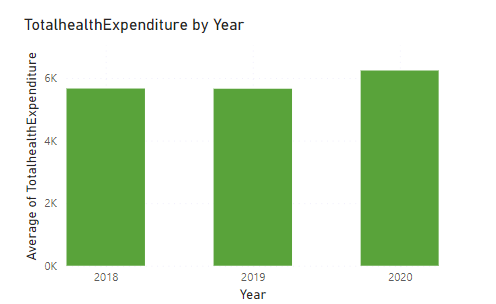 TotalhealthExpenditure by Year
Average of TotalhealthExpenditure
6K
4K
2K
0K
2018 2019 2020
Year